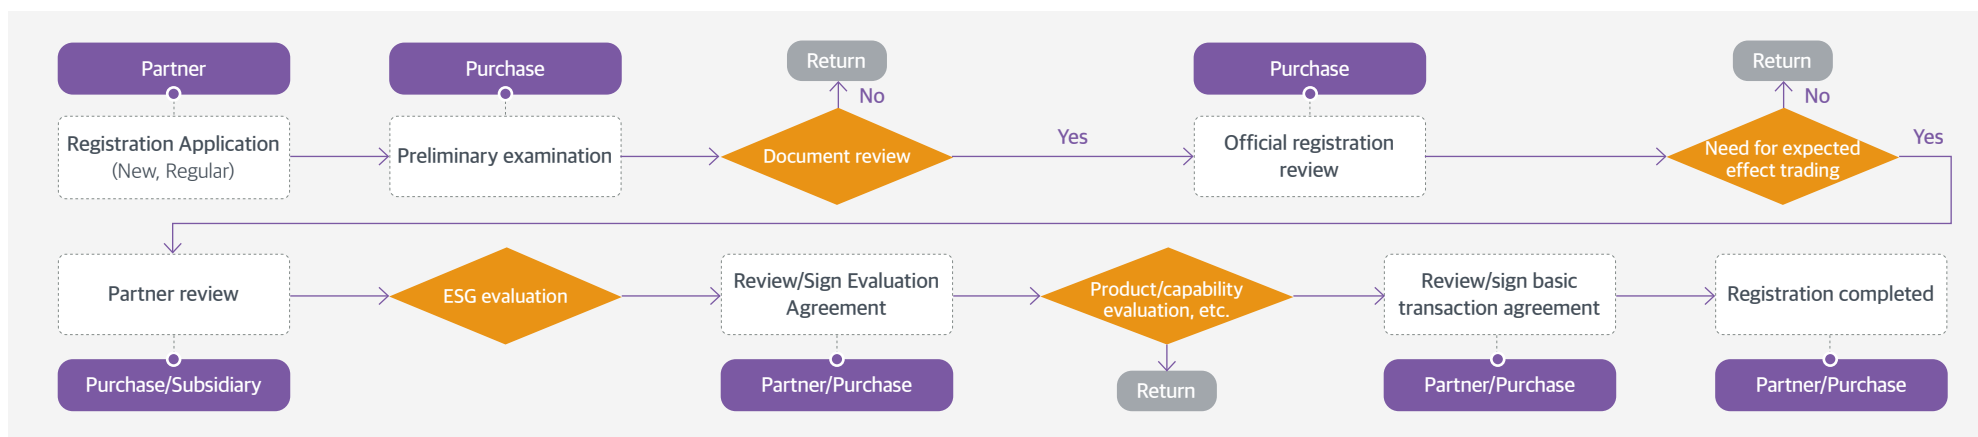 Partner
Purchase
Return
Purchase
Return
No
No
Registration Application
(New, Regular)
Preliminary examination
Document review
Yes
Official registration
review
Need for expected
effect trading
Yes
Partner review
ESG evaluation
Review/Sign Evaluation
Agreement
Product/capability
evaluation, etc.
Review/sign basic
transaction agreement
Registration completed
Purchase/Subsidiary
Partner/Purchase
Return
Partner/Purchase
Partner/Purchase